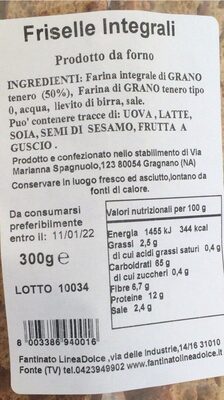 Friselle Integrali
Prodotto da forno
INGREDIENTI: Farina integrale di GRANO
tenero (50%), Farina di GRANO tenero tipo
0, acqua, lievito di birra, sale.
Puo' contenere tracce di: UOVA, LATTE,
SOIA, SEMI DI SESAMO, FRUTTA A
GUSCIO.
Prodotto e confezionato nello stabilimento di Via
Marianna Spagnuolo,123 80054 Gragnano (NA)
Conservare in luogo fresco ed asciutto,lontano da
fonti di calore.
Da consumarsi
preferibilmente
entro il: 11/01/22
300g e
LOTTO 10034
Valori nutrizionali per 100 g
Energia 1455 kJ 344 kcal
Grassi 2,5 g
di cui acidi grassi saturi 0,4 g
Carboidrati 65 g
di cui zuccheri 0,4 g
Fibre 6,7 g
Proteine 12 g
Sale 2,4 g
8 003386 940016
Fantinato LineaDolce ,via delle industrie,14/16 31010
Fonte (TV) tel.0423949902 www.fantinatolineadolce.it